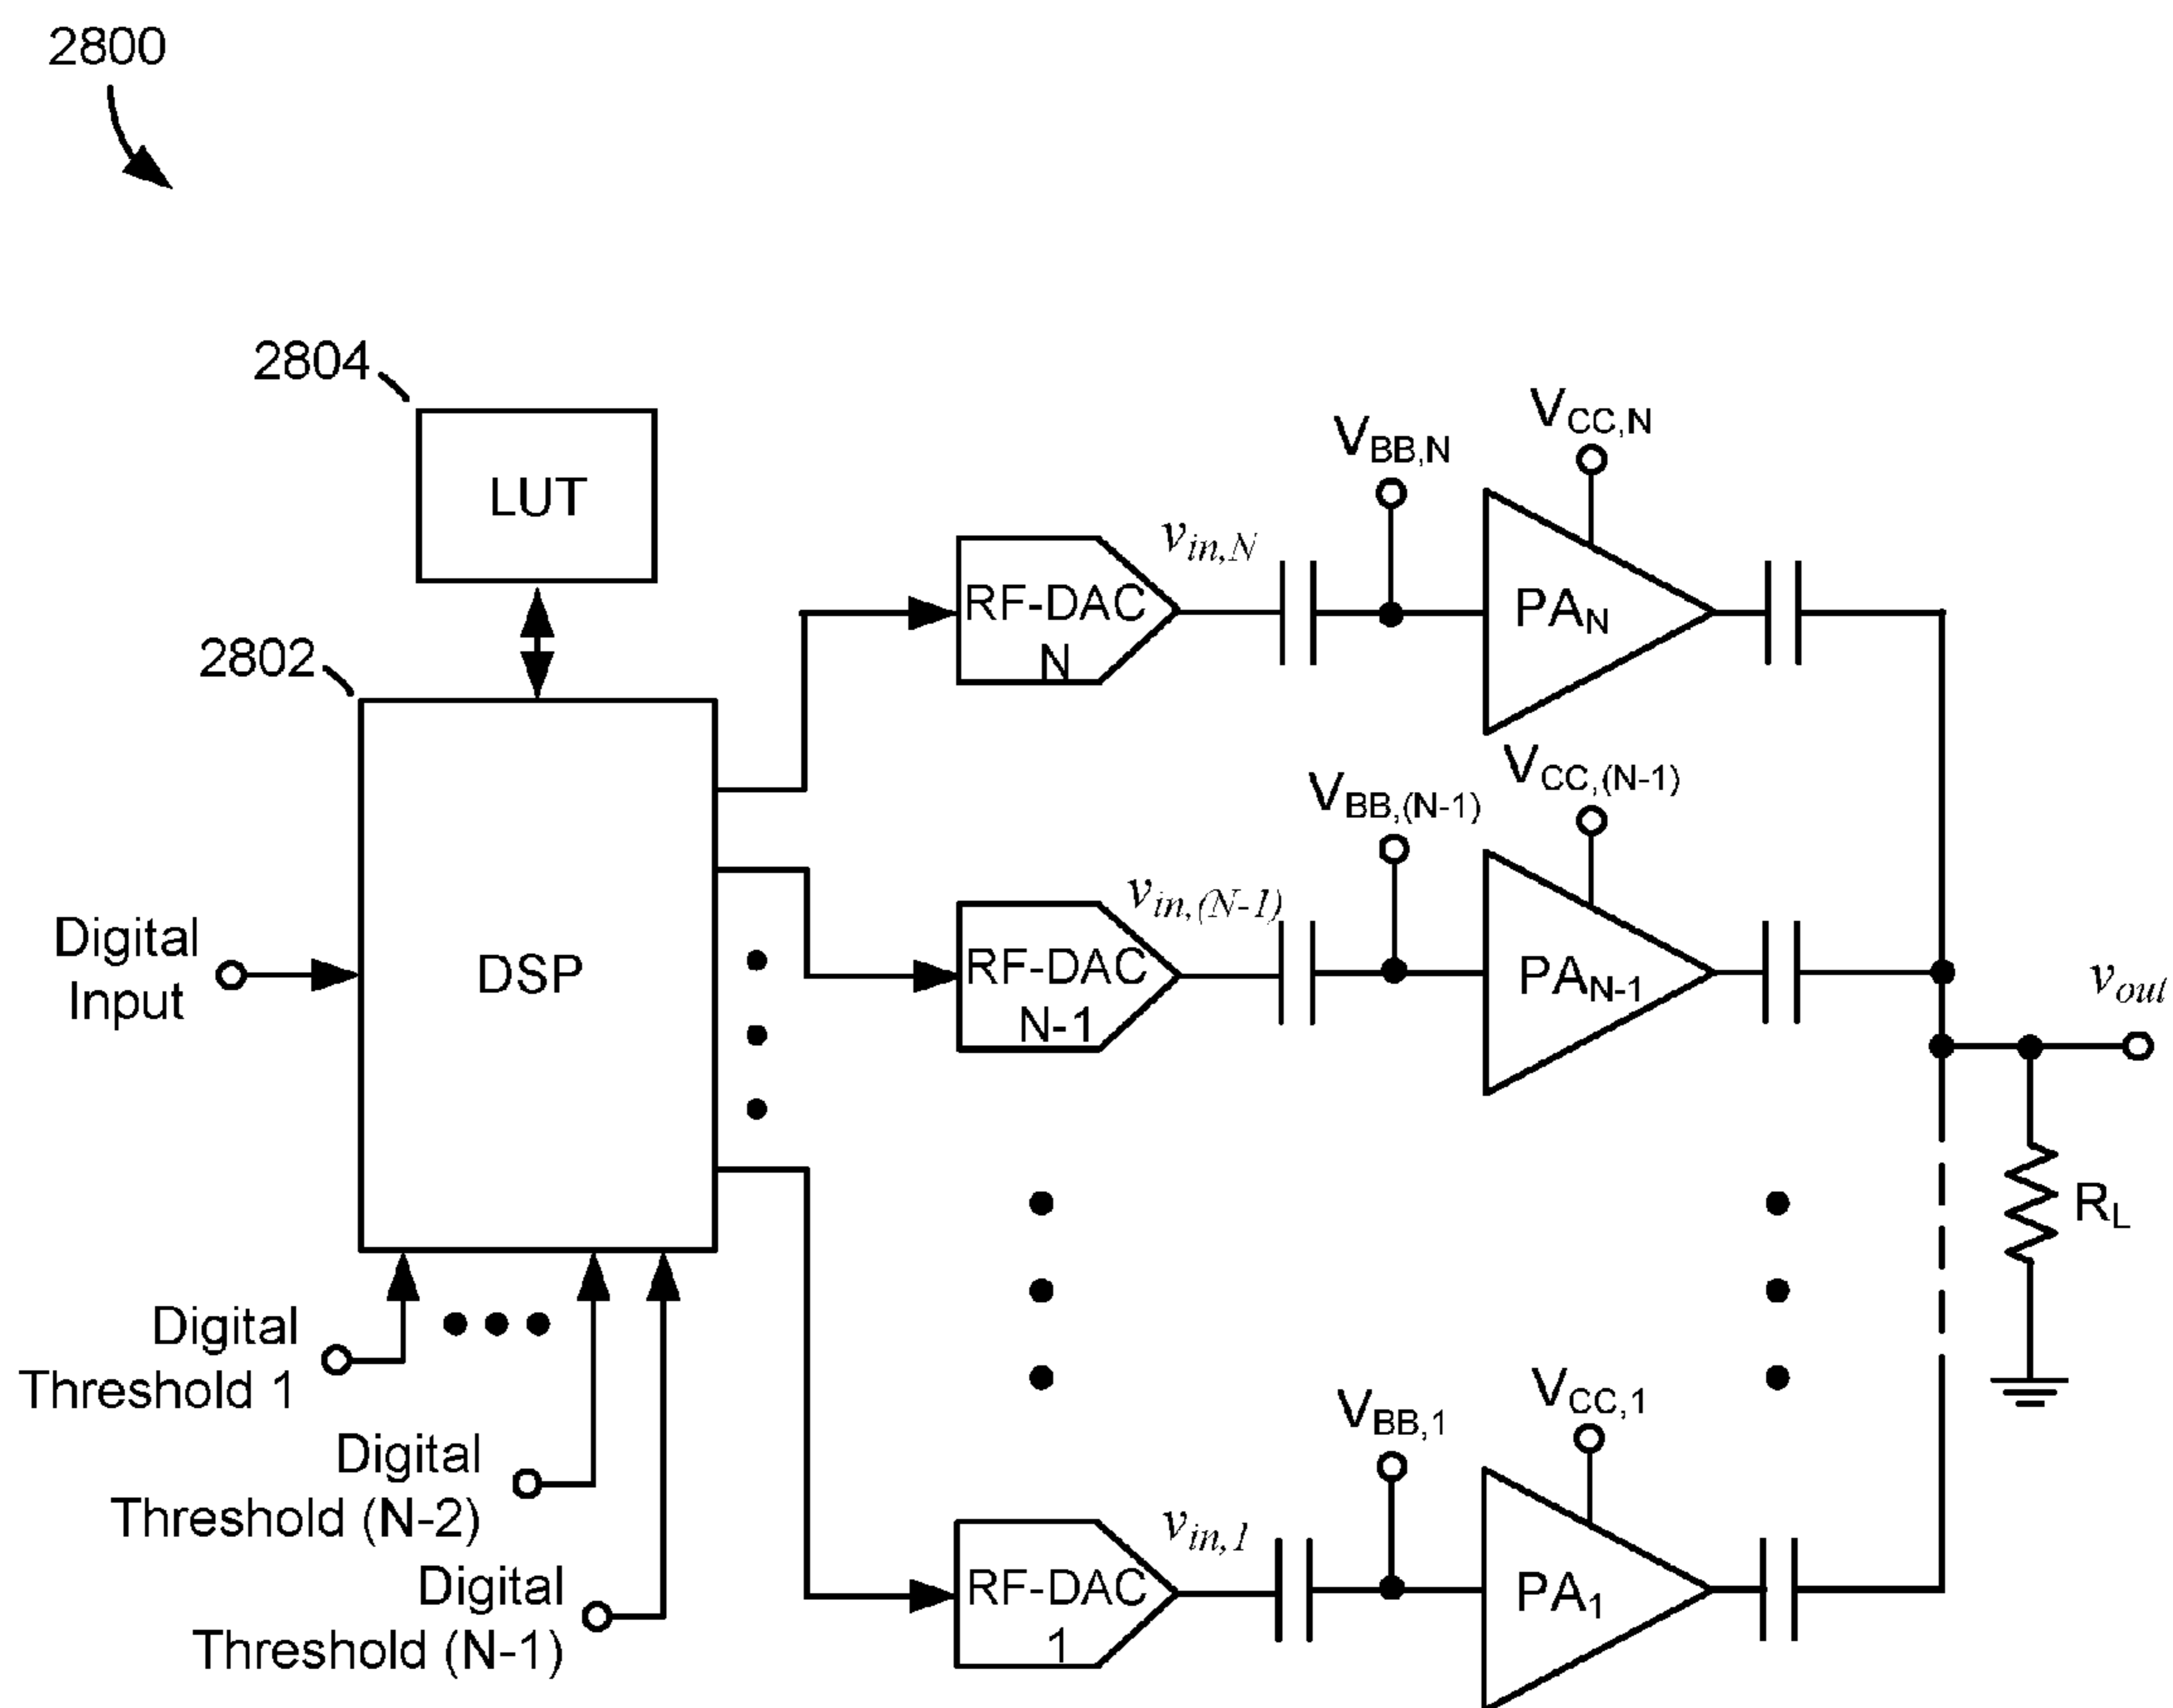 2800
2804
LUT
2802
DSP
Digital
Input
Digital
Threshold 1
Digital
Threshold (N-2)
Digital
Threshold (N-1)
RF-DAC
N
v_in,N
V_BB,N
V_CC,N
PA_N
RF-DAC
N-1
v_in,(N-1)
V_BB,(N-1)
V_CC,(N-1)
PA_N-1
v_out
R_L
RF-DAC
1
v_in,1
V_BB,1
V_CC,1
PA_1